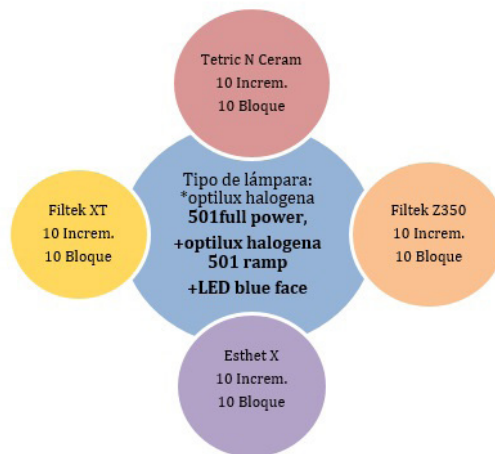 Tetric N Ceram
10 Increm.
10 Bloque
Tipo de lámpara:
*optilux halogena
501full power,
+optilux halogena
501 ramp
+LED blue face
Filtek XT
10 Increm.
10 Bloque
Filtek Z350
10 Increm.
10 Bloque
Esthet X
10 Increm.
10 Bloque